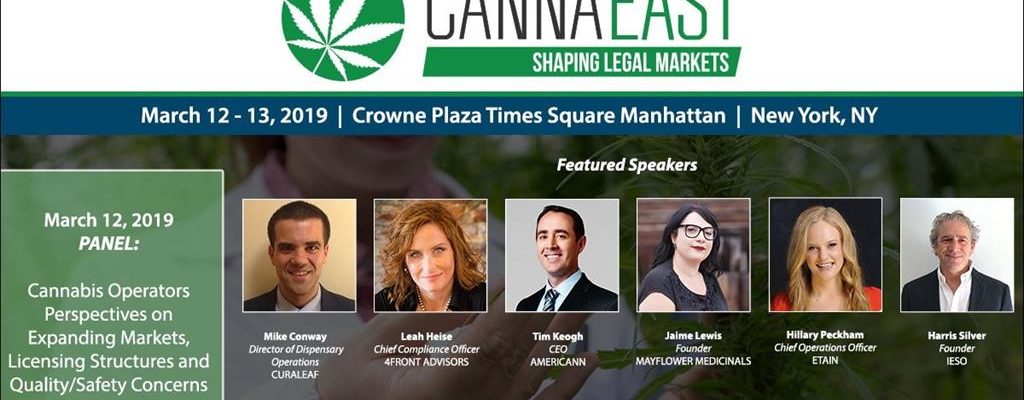 CANNAEAST
SHAPING LEGAL MARKETS
March 12 - 13, 2019 | Crowne Plaza Times Square Manhattan | New York, NY
Featured Speakers
March 12, 2019
PANEL:
Cannabis Operators
Perspectives on
Expanding Markets,
Licensing Structures and
Quality/Safety Concerns
Mike Conway
Director of Dispensary
Operations
CURALEAF
Leah Heise
Chief Compliance Officer
4FRONT ADVISORS
Tim Keogh
CEO
AMERICANN
Jaime Lewis
Founder
MAYFLOWER MEDICINALS
Hillary Peckham
Chief Operations Officer
ETAIN
Harris Silver
Founder
IESO